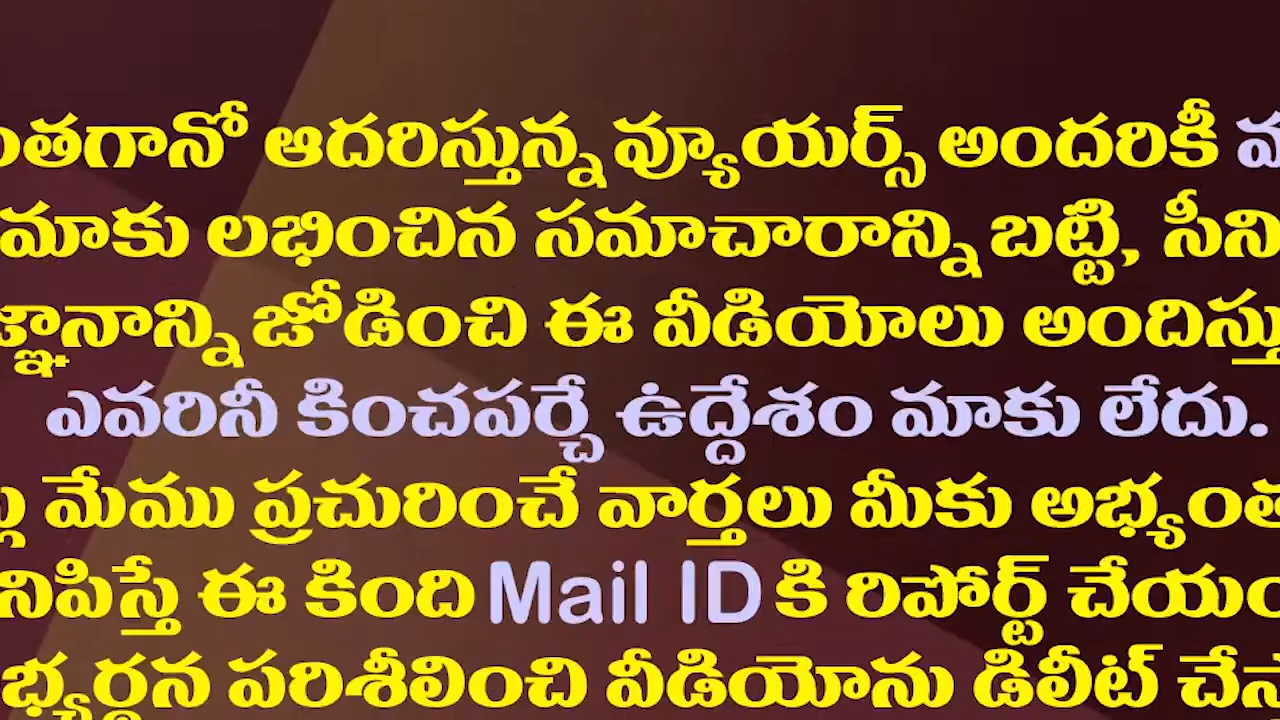 ంతగానో ఆదరిస్తున్న వ్యూయర్స్ అందరికీ
మాకు లభించిన సమాచారాన్ని బట్టి, సీని
జ్ఞానాన్ని జోడించి ఈ వీడియోలు అందిస్తు
ఎవరినీ కించపర్చే ఉద్దేశం మాకు లేదు.
మేము ప్రచురించే వార్తలు మీకు అభ్యంత
నిపిస్తే ఈ కింది Mail ID కి రిపోర్ట్ చేయం
భ్యర్థన పరిశీలించి వీడియోను డిలీట్ చేస